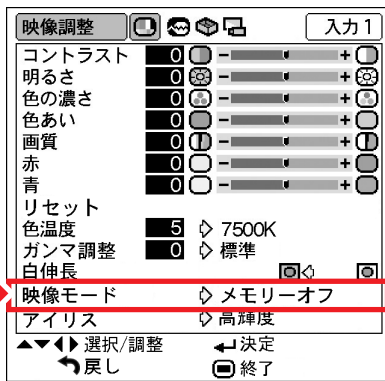 映像調整 入力1
コントラスト 0 - +
明るさ 0 - +
色の濃さ 0 - +
色あい 0 - +
画質 0 - +
赤 0 - +
青 0 - +
リセット
色温度 5 7500K
ガンマ調整 0 標準
白伸長
映像モード メモリーオフ
アイリス 高輝度
選択/調整 決定
戻し 終了